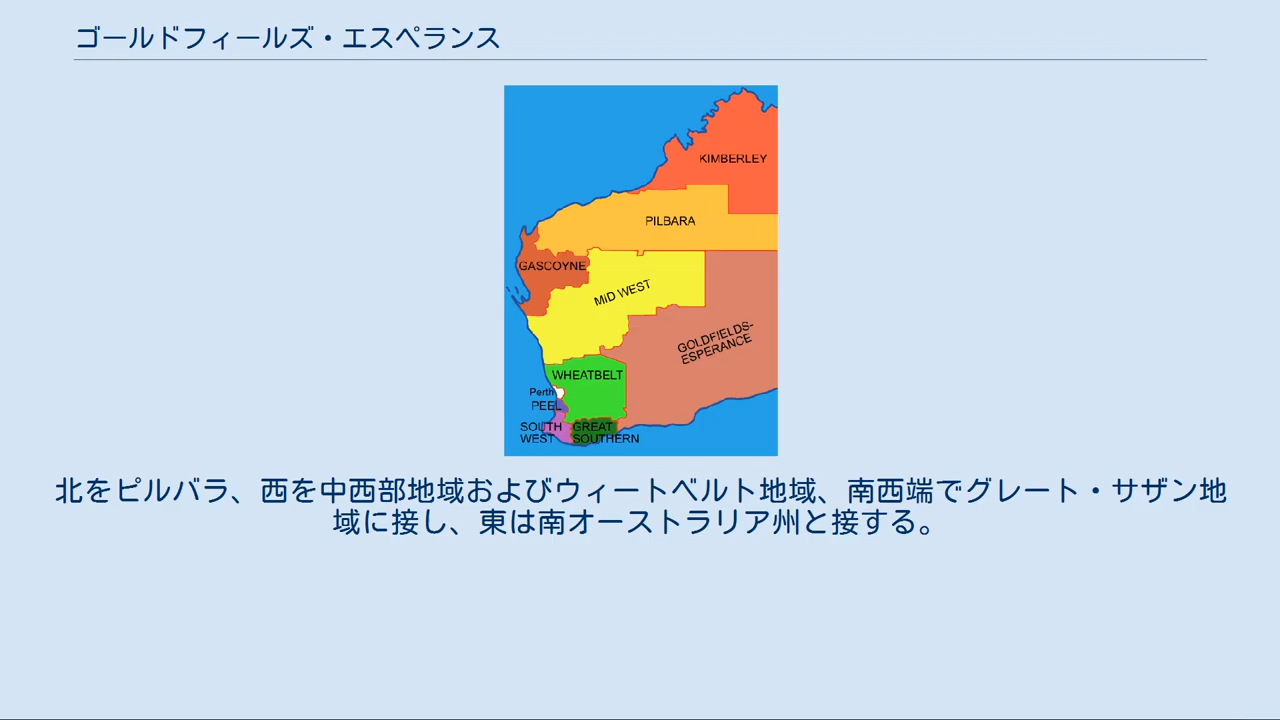 ゴールドフィールズ・エスペランス
KIMBERLEY
PILBARA
GASCOYNE
MID WEST
GOLDFIELDS-
ESPERANCE
WHEATBELT
Perth
PEEL
SOUTH
WEST
GREAT
SOUTHERN
北をピルバラ、西を中西部地域およびウィートベルト地域、南西端でグレート・サザン地
域に接し、東は南オーストラリア州と接する。